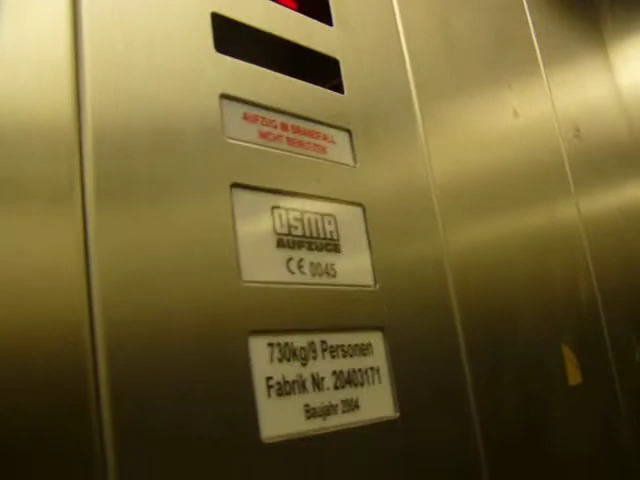 AUFZUG IM BRANDFALL
NICHT BENUTZEN
OSMA
AUFZÜGE
CE 0045
730kg/9 Personen
Fabrik Nr. 20403171
Baujahr 2004